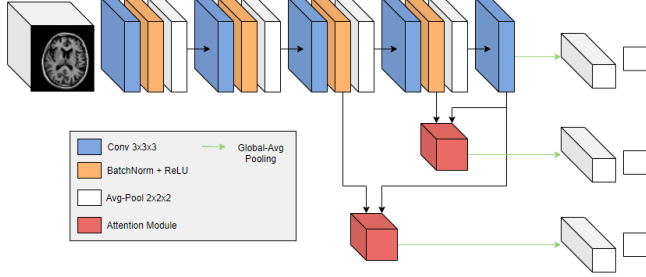 Conv 3x3x3
Global-Avg
Pooling
BatchNorm + ReLU
Avg-Pool 2x2x2
Attention Module